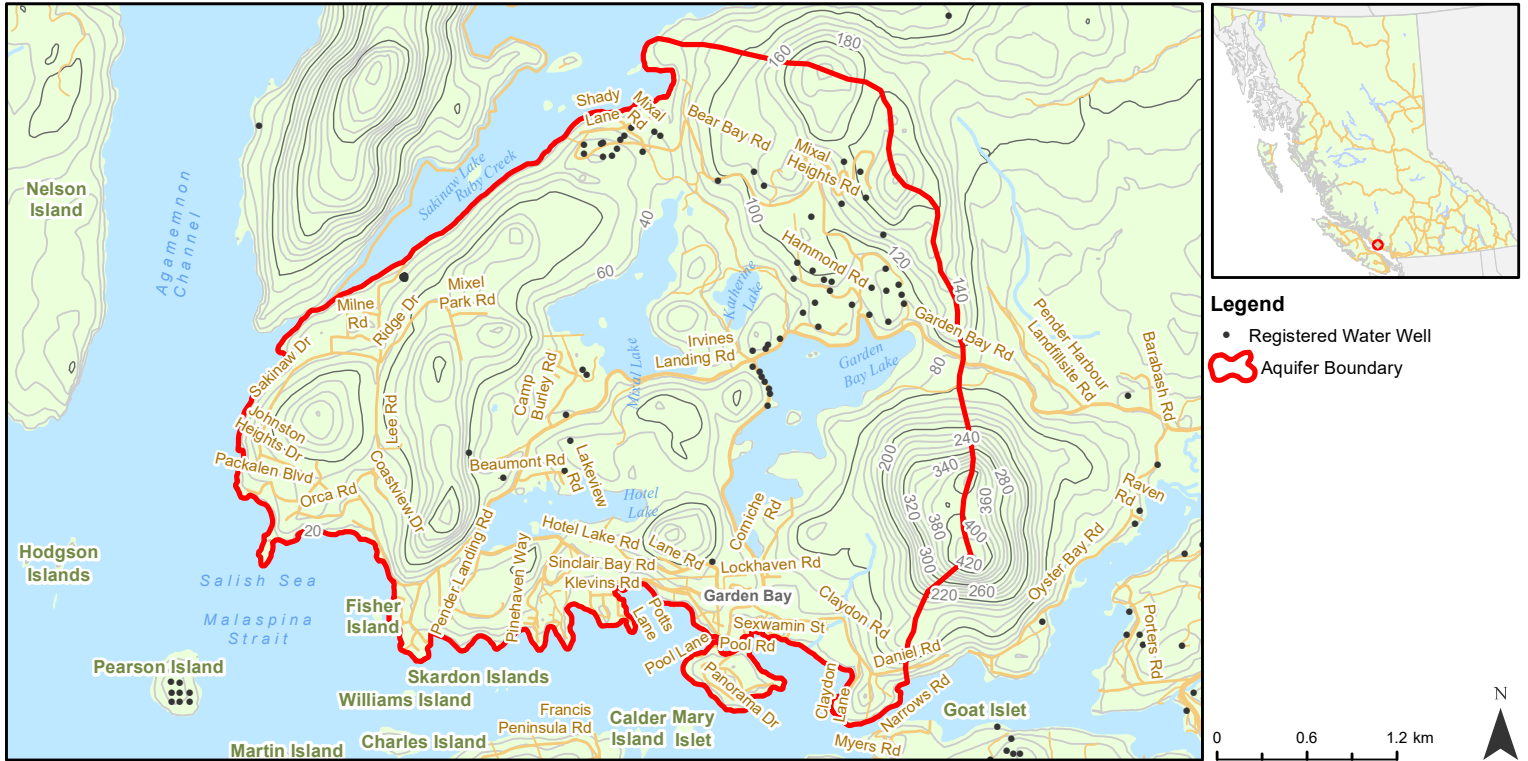 180
160
Shady
Lane
Mixal
Rd
Bear Bay Rd
Mixal
Heights Rd
Sakinaw Lake
Ruby Creek
Nelson
Island
Agamemnon
Channel
40
100
60
Hammond Rd
120
140
Katherine
Lake
Mixel
Park Rd
Milne
Rd
Ridge Dr
Sakinaw Dr
Irvines
Landing Rd
Garden Bay Rd
Garden
Bay Lake
80
Pender Harbour
Landfillsite Rd
Barabash Rd
Mixal Lake
Camp
Burley Rd
Lee Rd
Johnston
Heights Dr
Packalen Blvd
Orca Rd
Coastview Dr
20
Beaumont Rd
Lakeview
Rd
Hotel
Lake
240
200
340
280
320
360
380
400
300
420
220
260
Raven
Rd
Oyster Bay Rd
Corniche
Rd
Hotel Lake Rd
Lane Rd
Lockhaven Rd
Sinclair Bay Rd
Klevins Rd
Pender Landing Rd
Pinehaven Way
Hodgson
Islands
Salish Sea
Malaspina
Strait
Fisher
Island
Garden Bay
Potts
Lane
Claydon Rd
Sexwamin St
Pool Lane
Pool Rd
Daniel Rd
Porters Rd
Pearson Island
Skardon Islands
Williams Island
Panorama Dr
Claydon
Lane
Narrows Rd
Goat Islet
Francis
Peninsula Rd
Calder
Island
Mary
Islet
Myers Rd
Martin Island
Charles Island
Legend
Registered Water Well
Aquifer Boundary
N
0 0.6 1.2 km